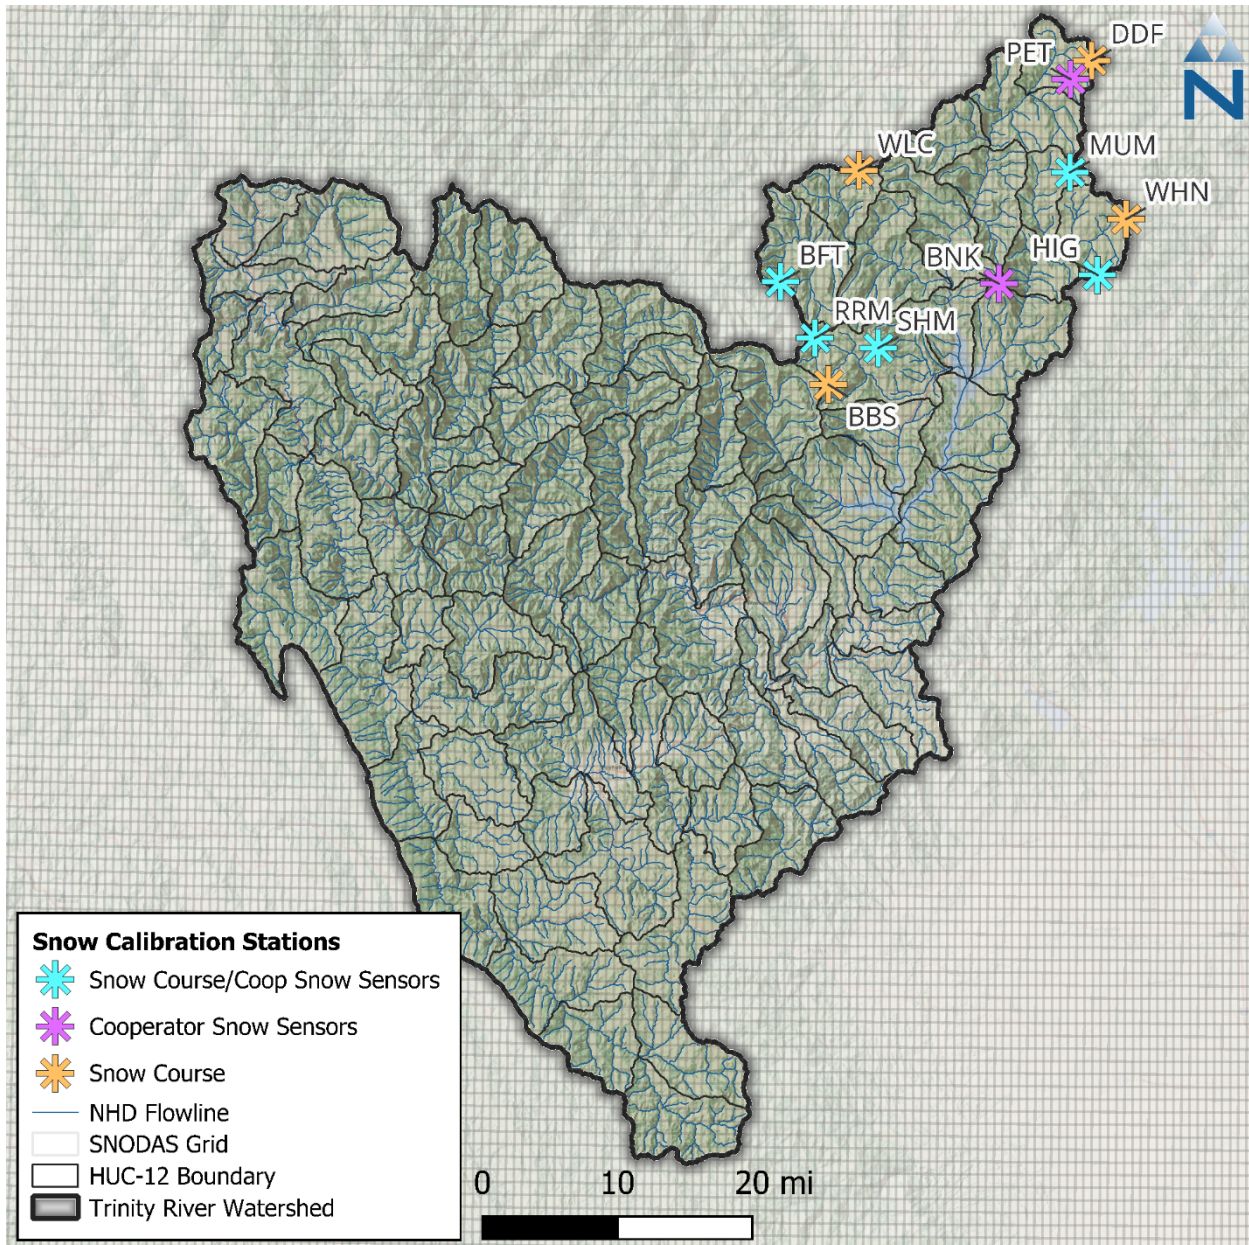 DDF
PET
MUM
WLC
WHN
BFT
BNK
HIG
RRM
SHM
BBS
N
Snow Calibration Stations
Snow Course/Coop Snow Sensors
Cooperator Snow Sensors
Snow Course
NHD Flowline
SNODAS Grid
HUC-12 Boundary
Trinity River Watershed
0 10 20 mi